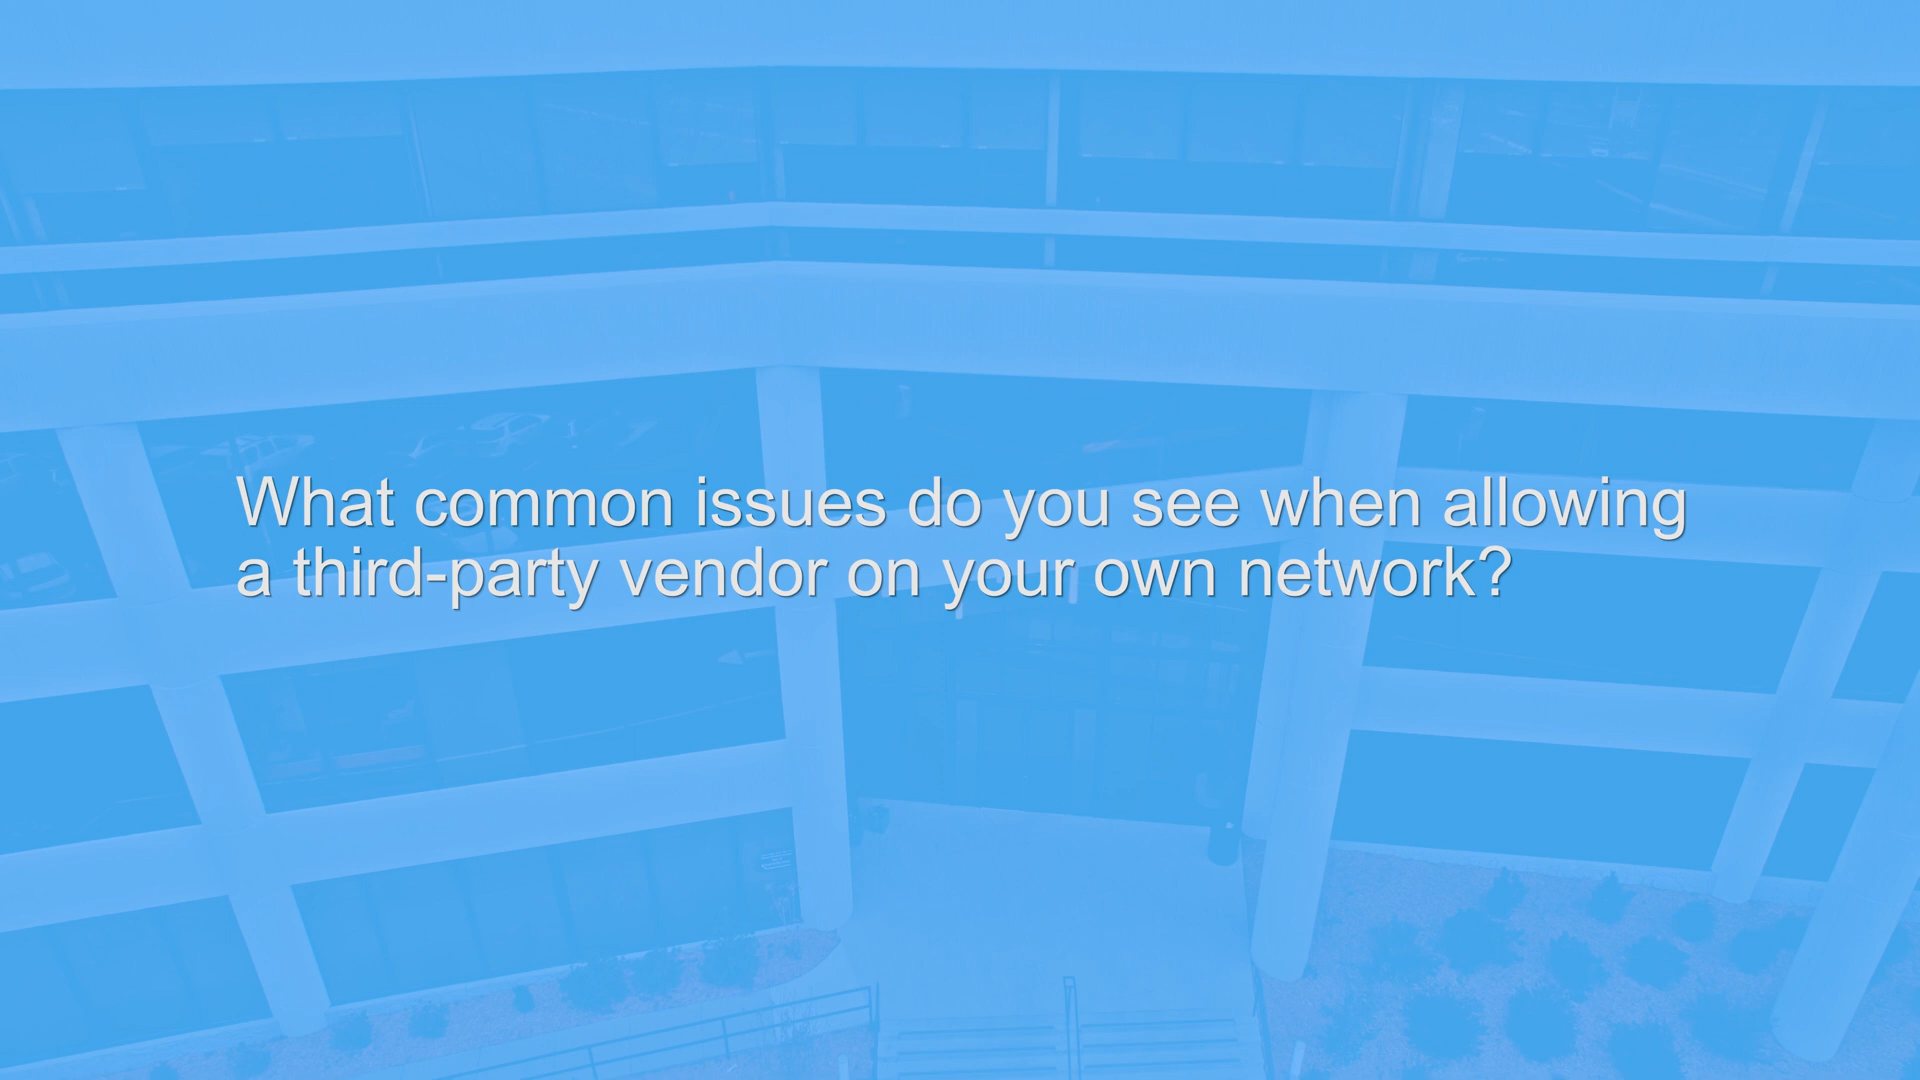 What common issues do you see when allowing
a third-party vendor on your own network?